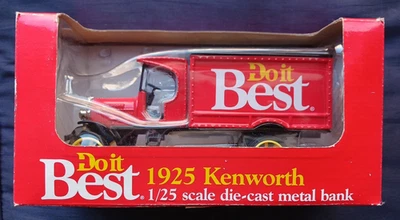 Do it
Best®
Do it
Best®
1925 Kenworth
1/25 scale die-cast metal bank